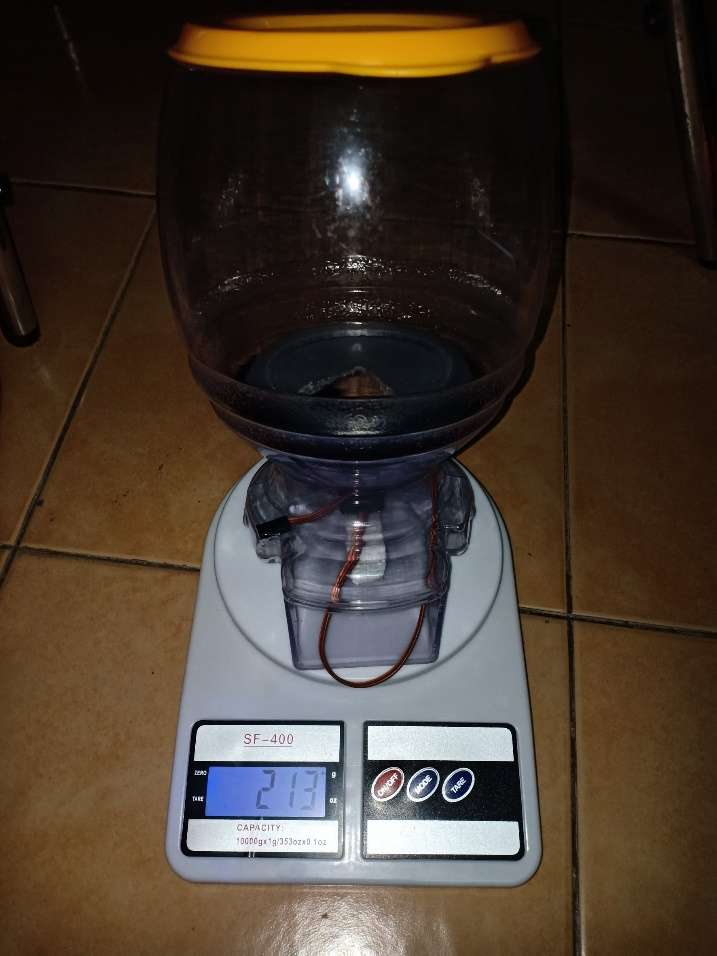 SF-400
ZERO
TARE
213
g
oz
CAPACITY:
10000gx1g/353ozx0.1oz
ON/OFF
MODE
TARE